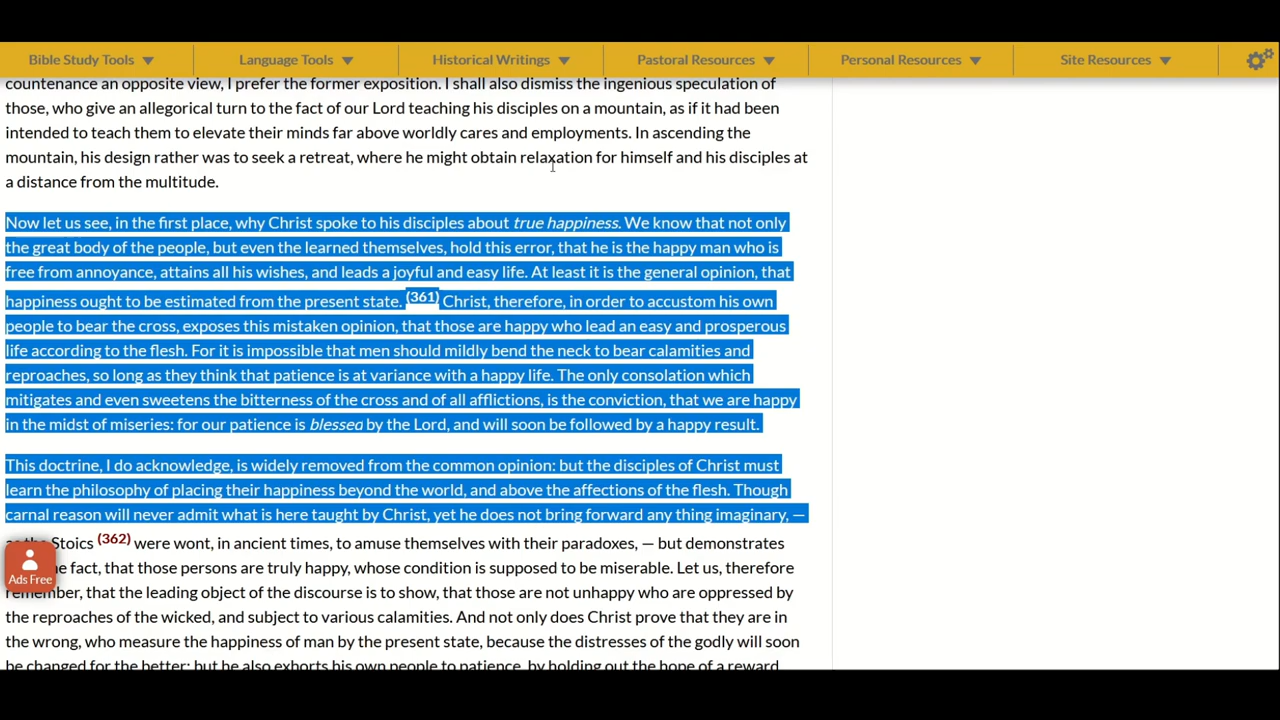 Bible Study Tools
Language Tools
Historical Writings
Pastoral Resources
Personal Resources
Site Resources
countenance an opposite view, I prefer the former exposition. I shall also dismiss the ingenious speculation of
those, who give an allegorical turn to the fact of our Lord teaching his disciples on a mountain, as if it had been
intended to teach them to elevate their minds far above worldly cares and employments. In ascending the
mountain, his design rather was to seek a retreat, where he might obtain relaxation for himself and his disciples at
a distance from the multitude.
Now let us see, in the first place, why Christ spoke to his disciples about true happiness. We know that not only
the great body of the people, but even the learned themselves, hold this error, that he is the happy man who is
free from annoyance, attains all his wishes, and leads a joyful and easy life. At least it is the general opinion, that
happiness ought to be estimated from the present state. (361) Christ, therefore, in order to accustom his own
people to bear the cross, exposes this mistaken opinion, that those are happy who lead an easy and prosperous
life according to the flesh. For it is impossible that men should mildly bend the neck to bear calamities and
reproaches, so long as they think that patience is at variance with a happy life. The only consolation which
mitigates and even sweetens the bitterness of the cross and of all afflictions, is the conviction, that we are happy
in the midst of miseries: for our patience is blessed by the Lord, and will soon be followed by a happy result.
This doctrine, I do acknowledge, is widely removed from the common opinion: but the disciples of Christ must
learn the philosophy of placing their happiness beyond the world, and above the affections of the flesh. Though
carnal reason will never admit what is here taught by Christ, yet he does not bring forward any thing imaginary, —
Stoics (362) were wont, in ancient times, to amuse themselves with their paradoxes, — but demonstrates
fact, that those persons are truly happy, whose condition is supposed to be miserable. Let us, therefore
remember, that the leading object of the discourse is to show, that those are not unhappy who are oppressed by
the reproaches of the wicked, and subject to various calamities. And not only does Christ prove that they are in
the wrong, who measure the happiness of man by the present state, because the distresses of the godly will soon
be changed for the better; but he also exhorts his own people to patience, by holding out the hope of a reward
Ads Free